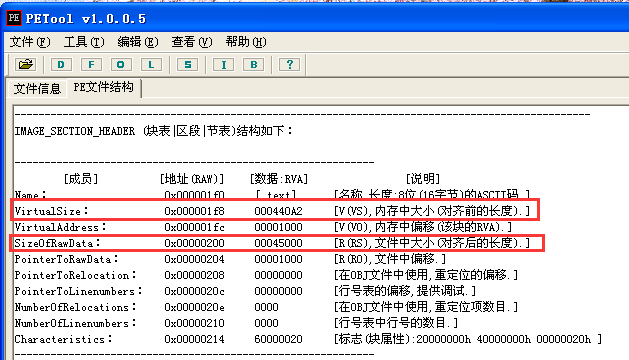 PETool v1.0.0.5
文件(F) 工具(T) 编辑(E) 查看(V) 帮助(H)
D F O L S I B ?
文件信息 PE文件结构
IMAGE_SECTION_HEADER (块表|区段|节表)结构如下:
[成员] [地址(RAW)] [数据:RVA] [说明]
Name: 0x000001f0 [.text] [名称,长度:8位(16字节)的ASCII码.]
VirtualSize: 0x000001f8 000440A2 [V(VS),内存中大小(对齐前的长度).]
VirtualAddress: 0x000001fc 00001000 [V(VO),内存中偏移(该块的RVA).]
SizeOfRawData: 0x00000200 00045000 [R(RS),文件中大小(对齐后的长度).]
PointerToRawData: 0x00000204 00001000 [R(RO),文件中偏移.]
PointerToRelocation: 0x00000208 00000000 [在OBJ文件中使用,重定位的偏移.]
PointerToLinenumbers: 0x0000020c 00000000 [行号表的偏移,提供调试.]
NumberOfRelocations: 0x0000020e 0000 [在OBJ文件中使用,重定位项数目.]
NumberOfLinenumbers: 0x00000210 0000 [行号表中行号的数目.]
Characteristics: 0x00000214 60000020 [标志(块属性):20000000h 40000000h 00000020h ]